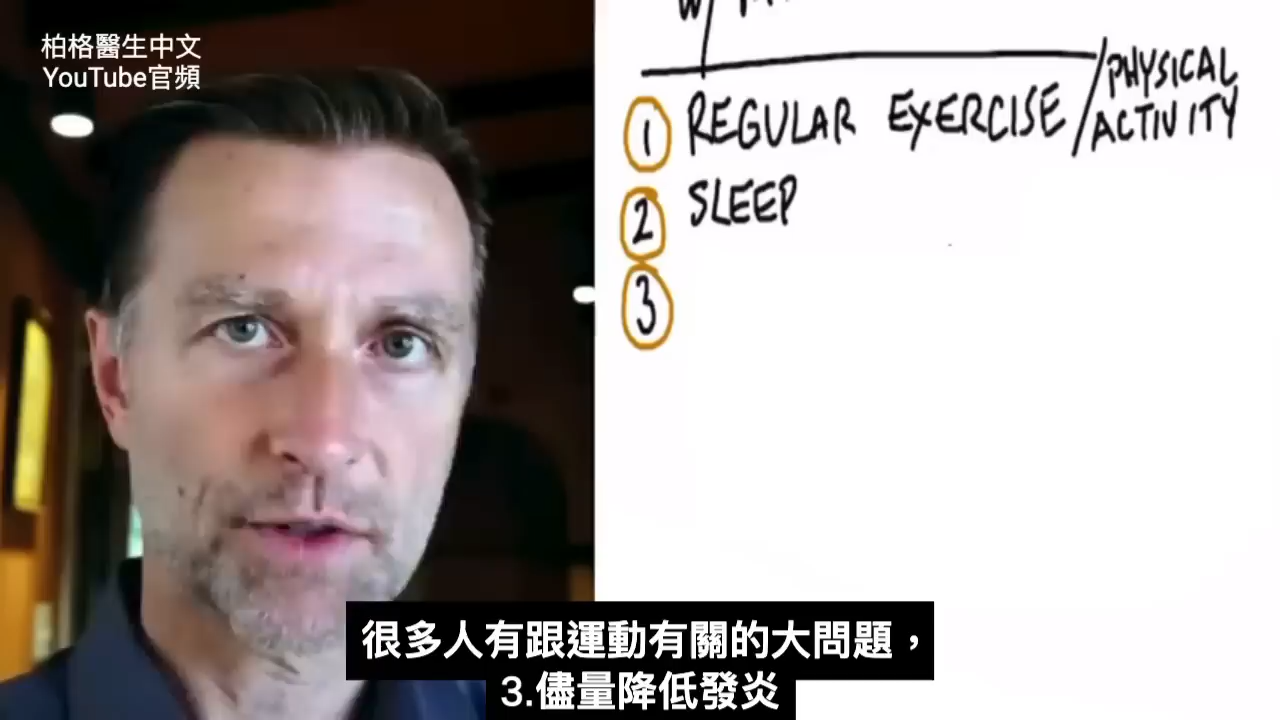 柏格醫生中文
YouTube官頻
w/
① REGULAR EXERCISE / PHYSICAL ACTIVITY
② SLEEP
③
很多人有跟運動有關的大問題，
3.儘量降低發炎